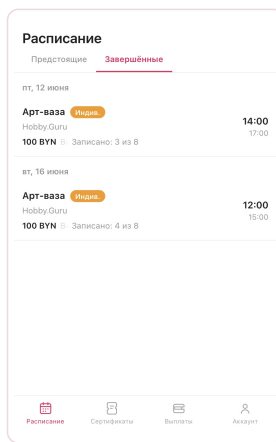 Расписание
Предстоящие Завершённые
пт, 12 июня
Арт-ваза Индив. 14:00
Hobby.Guru 17:00
100 BYN Записано: 3 из 8
вт, 16 июня
Арт-ваза Индив. 12:00
Hobby.Guru 15:00
100 BYN Записано: 4 из 8
Расписание Сертификаты Выплаты Аккаунт